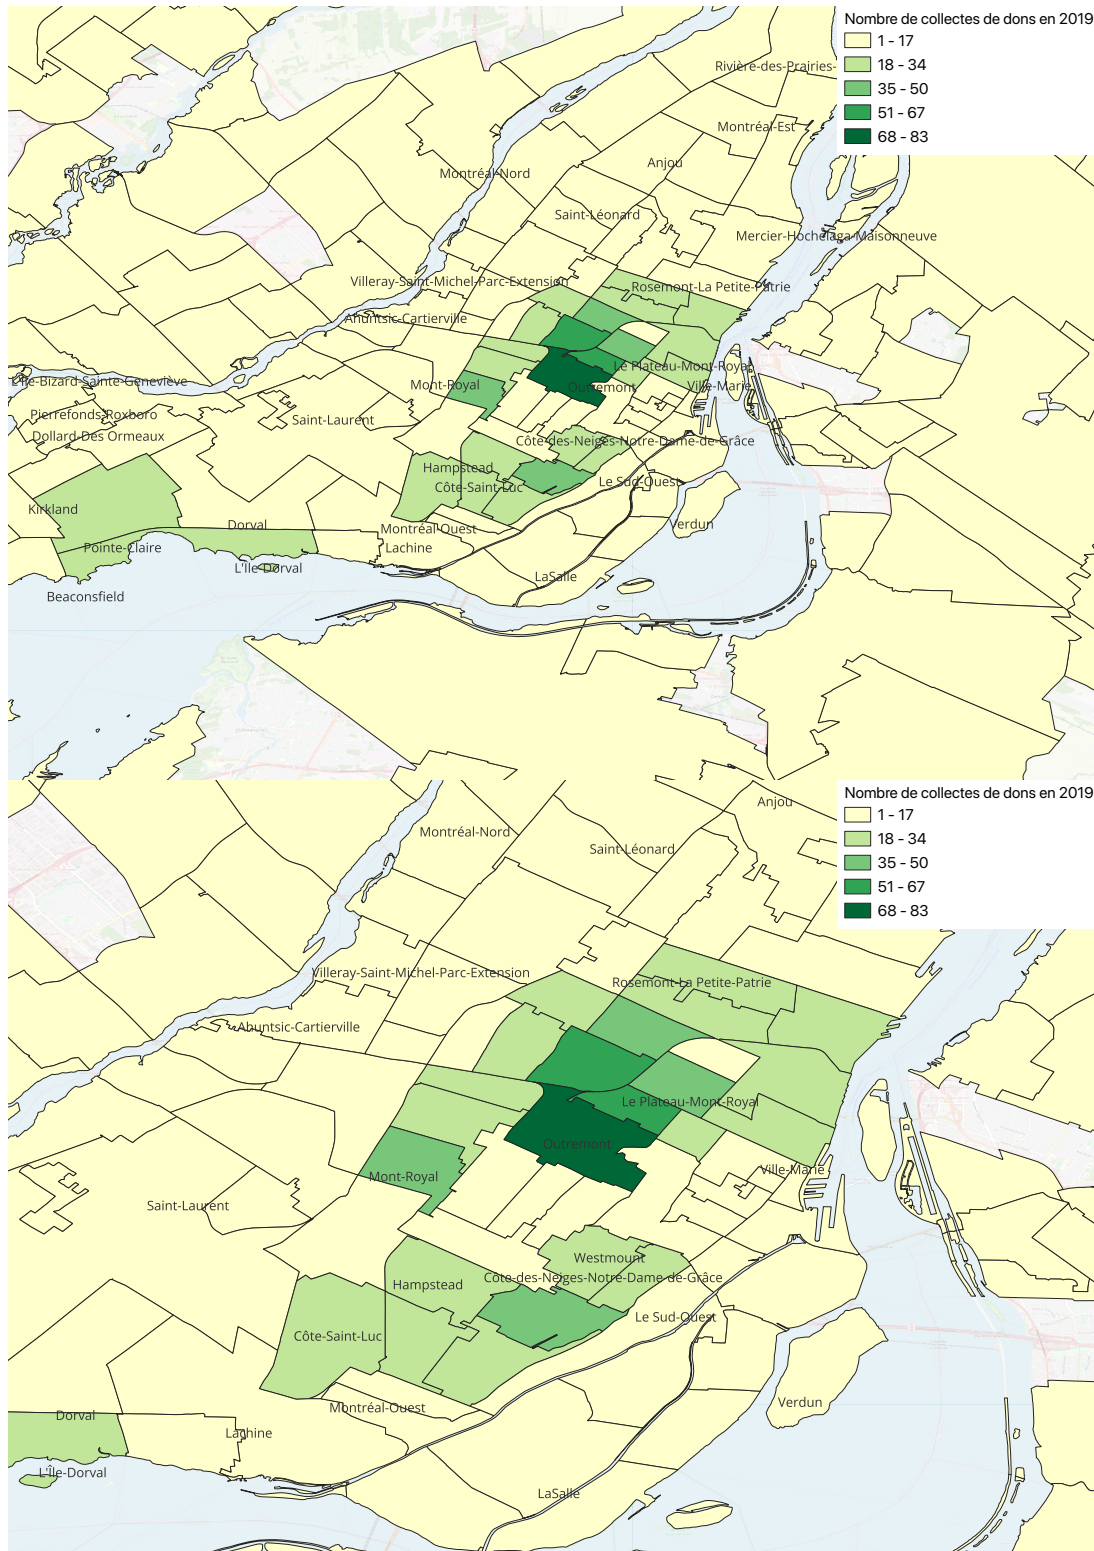 Nombre de collectes de dons en 2019
1 - 17
18 - 34
35 - 50
51 - 67
68 - 83
Rivière-des-Prairies-
Montréal-Est
Anjou
Montréal-Nord
Saint-Léonard
Mercier-Hochelaga-Maisonneuve
Villeray-Saint-Michel-Parc-Extension
Rosemont-La Petite-Patrie
Ahuntsic-Cartierville
Le Plateau-Mont-Royal
L'Île-Bizard-Sainte-Geneviève
Mont-Royal
Outremont
Ville-Marie
Pierrefonds-Roxboro
Saint-Laurent
Dollard-Des Ormeaux
Côte-des-Neiges-Notre-Dame-de-Grâce
Hampstead
Côte-Saint-Luc
Le Sud-Ouest
Kirkland
Dorval
Montréal-Ouest
Verdun
Pointe-Claire
Lachine
L'Île-Dorval
LaSalle
Beaconsfield
Nombre de collectes de dons en 2019
1 - 17
18 - 34
35 - 50
51 - 67
68 - 83
Anjou
Montréal-Nord
Saint-Léonard
Villeray-Saint-Michel-Parc-Extension
Rosemont-La Petite-Patrie
Ahuntsic-Cartierville
Le Plateau-Mont-Royal
Outremont
Ville-Marie
Mont-Royal
Saint-Laurent
Westmount
Côte-des-Neiges-Notre-Dame-de-Grâce
Hampstead
Le Sud-Ouest
Côte-Saint-Luc
Montréal-Ouest
Verdun
Dorval
Lachine
L'Île-Dorval
LaSalle